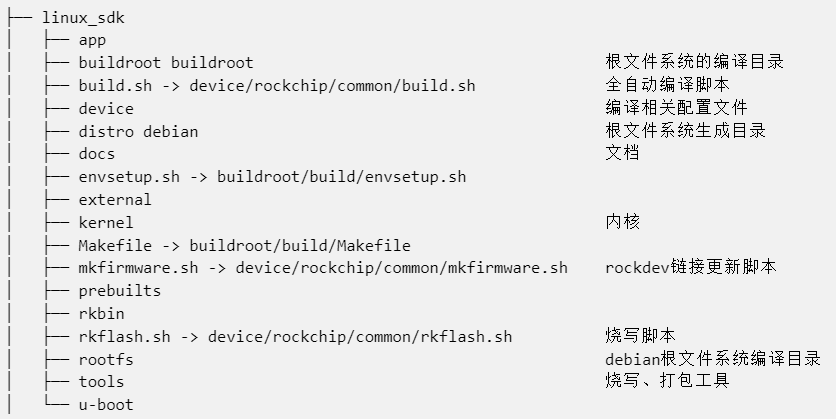 ├── linux_sdk
│   ├── app
│   ├── buildroot buildroot                               根文件系统的编译目录
│   ├── build.sh -> device/rockchip/common/build.sh       全自动编译脚本
│   ├── device                                            编译相关配置文件
│   ├── distro debian                                     根文件系统生成目录
│   ├── docs                                              文档
│   ├── envsetup.sh -> buildroot/build/envsetup.sh
│   ├── external
│   ├── kernel                                            内核
│   ├── Makefile -> buildroot/build/Makefile
│   ├── mkfirmware.sh -> device/rockchip/common/mkfirmware.sh    rockdev链接更新脚本
│   ├── prebuilts
│   ├── rkbin
│   ├── rkflash.sh -> device/rockchip/common/rkflash.sh   烧写脚本
│   ├── rootfs                                            debian根文件系统编译目录
│   ├── tools                                             烧写、打包工具
│   └── u-boot